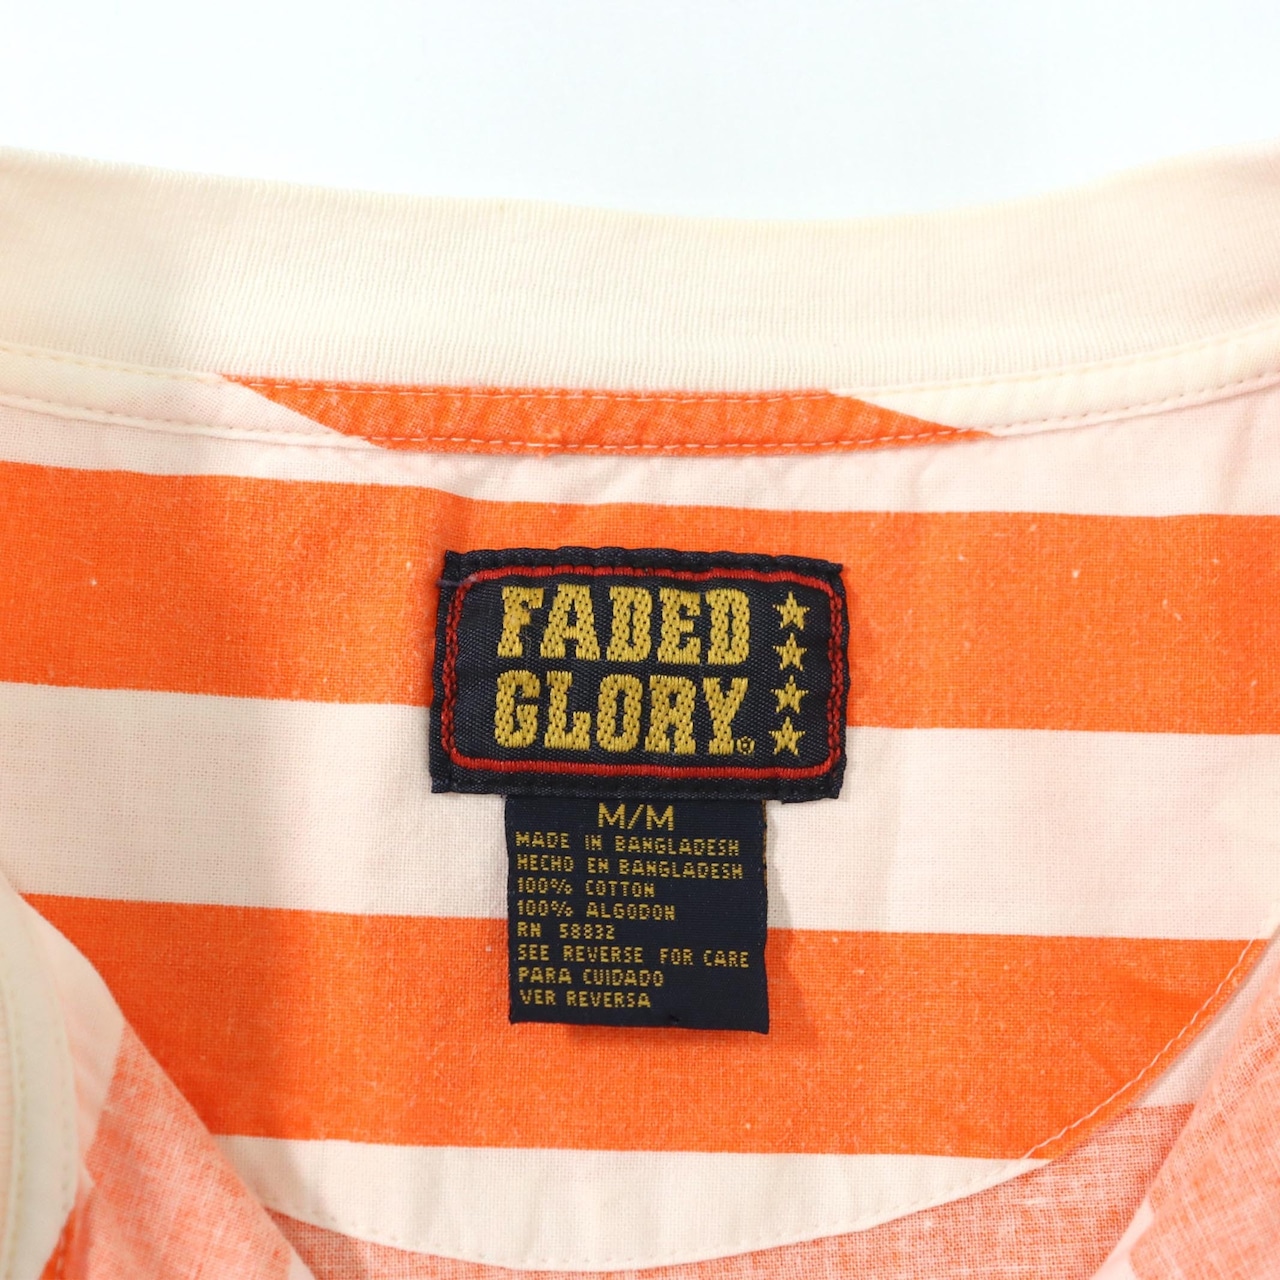 FADED
GLORY®
M/M
MADE IN BANGLADESH
HECHO EN BANGLADESH
100% COTTON
100% ALGODON
RN 58832
SEE REVERSE FOR CARE
PARA CUIDADO
VER REVERSA